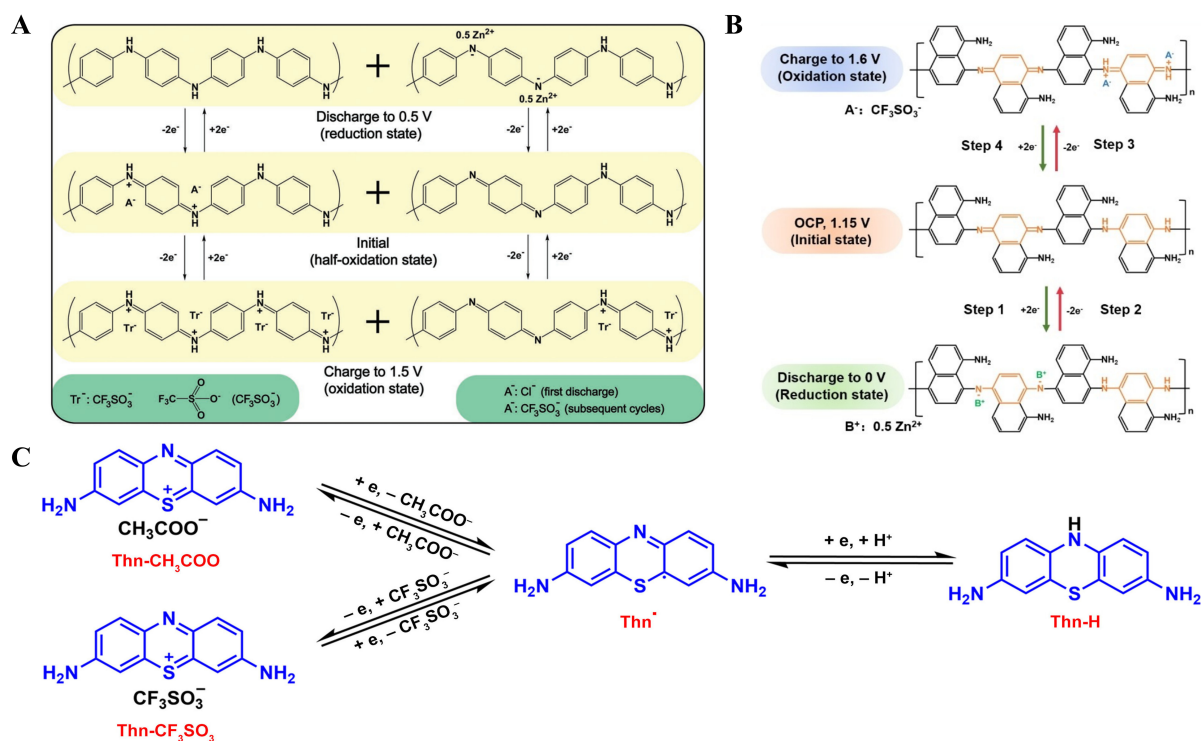 A
H
N
H
N
N
H
N
H
+
0.5 Zn²⁺
N
-
H
N
N
-
0.5 Zn²⁺
N
H
Discharge to 0.5 V
(reduction state)
-2e⁻
+2e⁻
-2e⁻
+2e⁻
H
N
+
A⁻
A⁻
+
N
H
H
N
N
H
+
N
N
H
N
N
H
Initial
(half-oxidation state)
-2e⁻
+2e⁻
-2e⁻
+2e⁻
H
N
+
Tr⁻
Tr⁻
+
N
H
H
N
+
Tr⁻
Tr⁻
+
N
H
+
N
N
H
N
+
Tr⁻
Tr⁻
+
N
H
Charge to 1.5 V
(oxidation state)
Tr⁻: CF₃SO₃⁻
F₃C
O
S
O
O⁻
(CF₃SO₃⁻)
A⁻: Cl⁻ (first discharge)
A⁻: CF₃SO₃⁻ (subsequent cycles)
B
Charge to 1.6 V
(Oxidation state)
A⁻: CF₃SO₃⁻
NH₂
NH₂
N
N
H
N
+
A⁻
A⁻
N
+
H
NH₂
NH₂
n
Step 4
+2e⁻
-2e⁻
Step 3
OCP, 1.15 V
(Initial state)
NH₂
NH₂
N
N
H
N
H
N
NH₂
NH₂
n
Step 1
+2e⁻
-2e⁻
Step 2
Discharge to 0 V
(Reduction state)
B⁺: 0.5 Zn²⁺
NH₂
NH₂
B⁺
N
-
B⁺
N
-
H
N
H
N
NH₂
NH₂
n
C
N
H₂N
S
+
NH₂
CH₃COO⁻
Thn-CH₃COO
+ e, – CH₃COO⁻
– e, + CH₃COO⁻
– e, + CF₃SO₃⁻
+ e, – CF₃SO₃⁻
N
H₂N
S
+
NH₂
CF₃SO₃⁻
Thn-CF₃SO₃
N
H₂N
S
·
NH₂
Thn·
+ e, + H⁺
– e, – H⁺
H
N
H₂N
S
NH₂
Thn-H